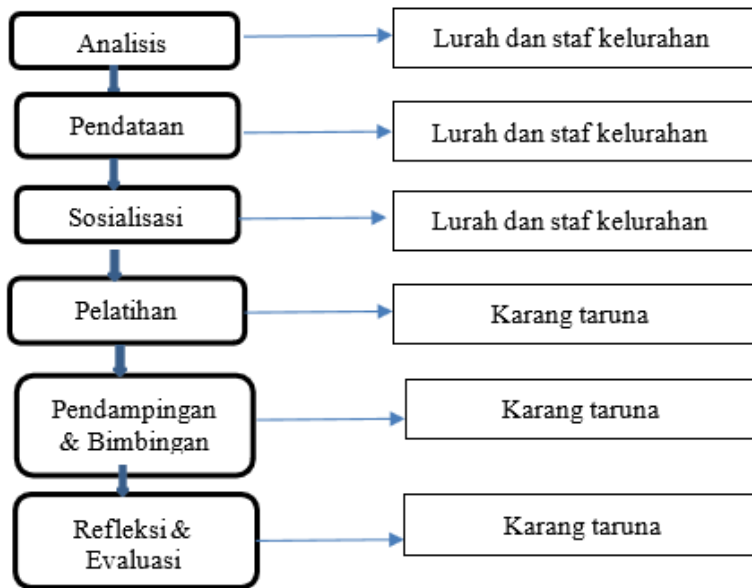 Analisis
Lurah dan staf kelurahan
Pendataan
Lurah dan staf kelurahan
Sosialisasi
Lurah dan staf kelurahan
Pelatihan
Karang taruna
Pendampingan
& Bimbingan
Karang taruna
Refleksi &
Evaluasi
Karang taruna